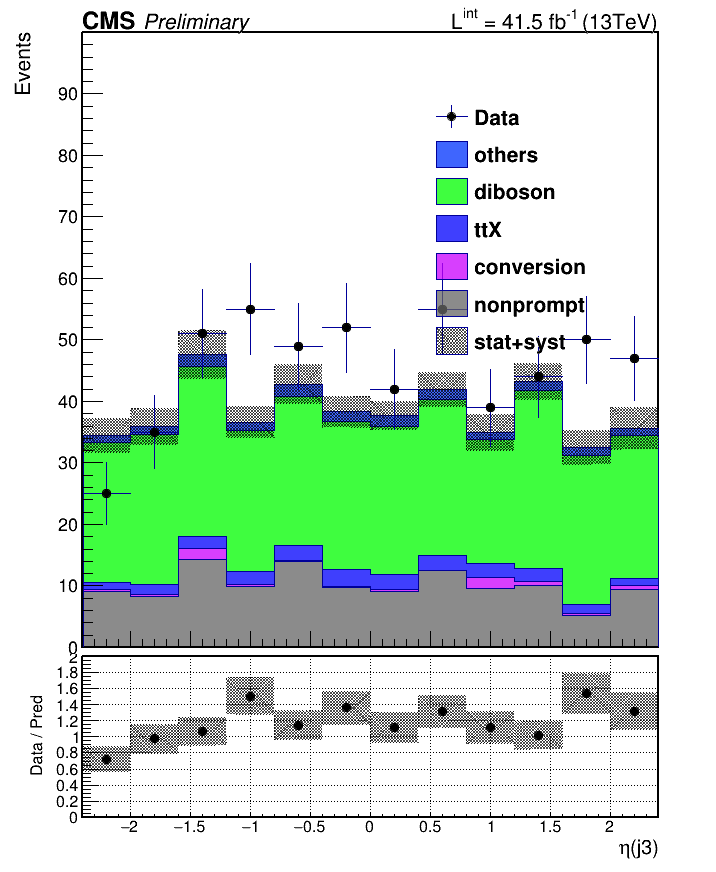 CMS Preliminary
L^int = 41.5 fb^-1 (13TeV)
Events
90
80
70
60
50
40
30
20
10
0
Data
others
diboson
ttX
conversion
nonprompt
stat+syst
Data / Pred
2
1.8
1.6
1.4
1.2
1
0.8
0.6
0.4
0.2
0
−2 −1.5 −1 −0.5 0 0.5 1 1.5 2
η(j3)